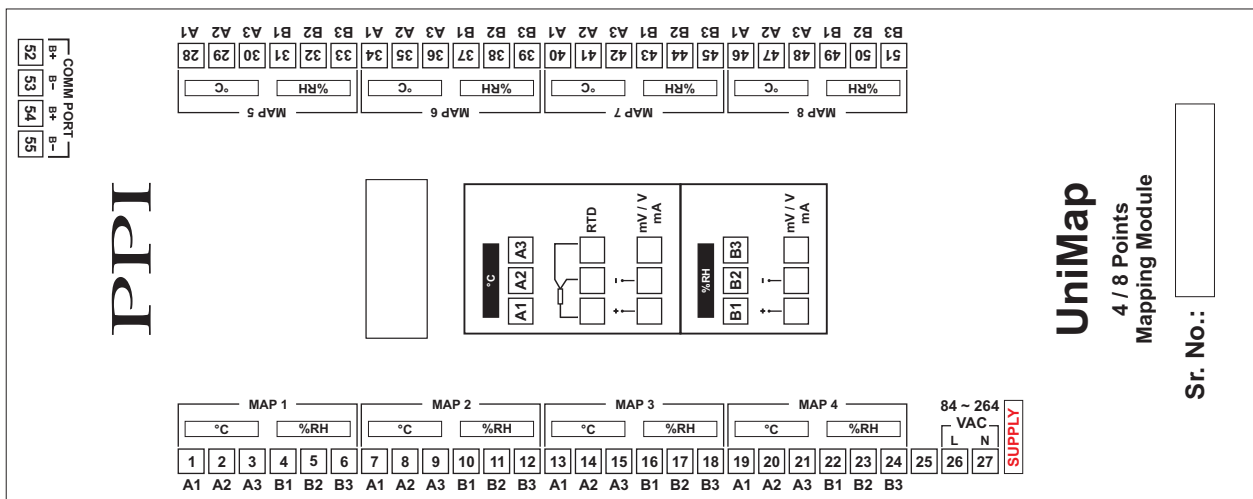 A1 A2 A3 B1 B2 B3 A1 A2 A3 B1 B2 B3 A1 A2 A3 B1 B2 B3 A1 A2 A3 B1 B2 B3
28 29 30 31 32 33 34 35 36 37 38 39 40 41 42 43 44 45 46 47 48 49 50 51
°C %RH °C %RH °C %RH °C %RH
MAP 5 MAP 6 MAP 7 MAP 8
52 53 54 55
B+ B− B+ B−
COMM PORT
PPI
°C
A1 A2 A3
RTD
+ -
mV / V
mA
%RH
B1 B2 B3
+ -
mV / V
mA
UniMap
4 / 8 Points
Mapping Module
Sr. No.:
MAP 1 MAP 2 MAP 3 MAP 4
°C %RH °C %RH °C %RH °C %RH
84 ~ 264
VAC
L N
SUPPLY
1 2 3 4 5 6 7 8 9 10 11 12 13 14 15 16 17 18 19 20 21 22 23 24 25 26 27
A1 A2 A3 B1 B2 B3 A1 A2 A3 B1 B2 B3 A1 A2 A3 B1 B2 B3 A1 A2 A3 B1 B2 B3